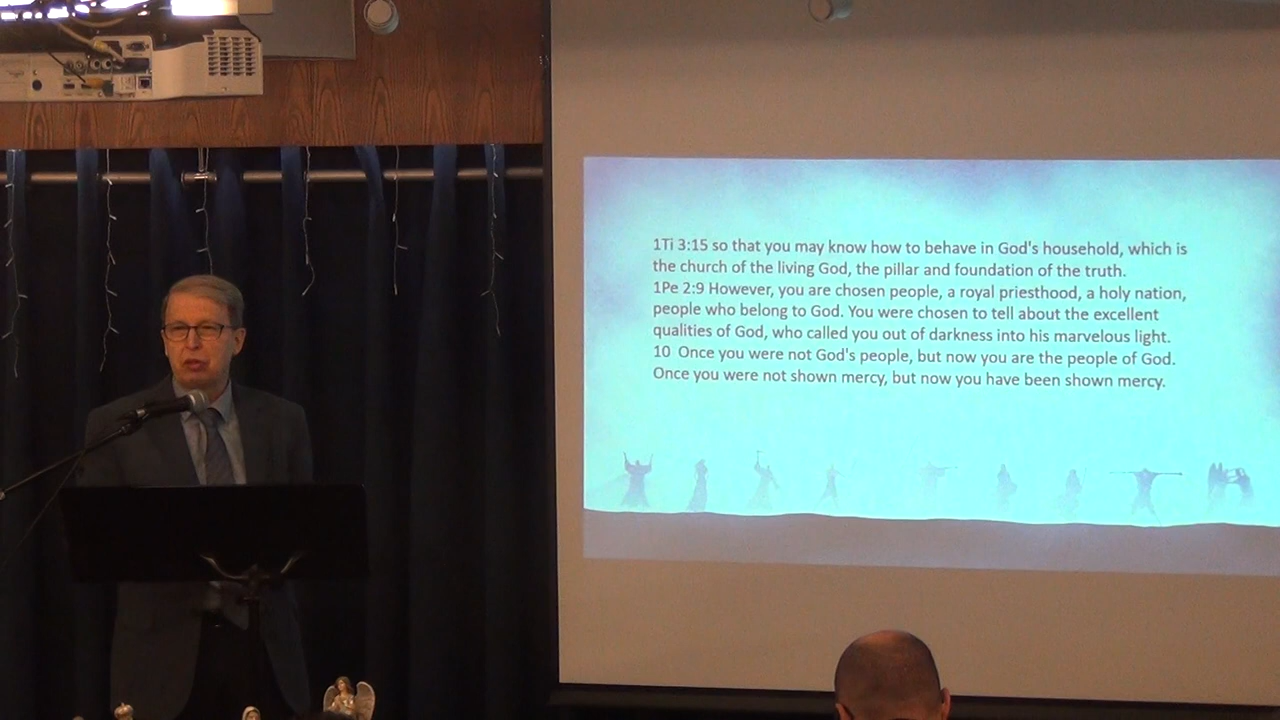 1Ti 3:15 so that you may know how to behave in God's household, which is
the church of the living God, the pillar and foundation of the truth.
1Pe 2:9 However, you are chosen people, a royal priesthood, a holy nation,
people who belong to God. You were chosen to tell about the excellent
qualities of God, who called you out of darkness into his marvelous light.
10  Once you were not God's people, but now you are the people of God.
Once you were not shown mercy, but now you have been shown mercy.